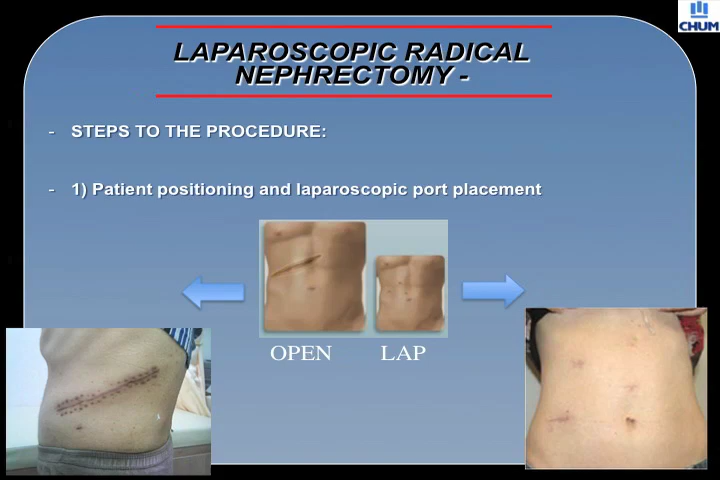 CHUM
LAPAROSCOPIC RADICAL
NEPHRECTOMY -
- STEPS TO THE PROCEDURE:
- 1) Patient positioning and laparoscopic port placement
OPEN LAP